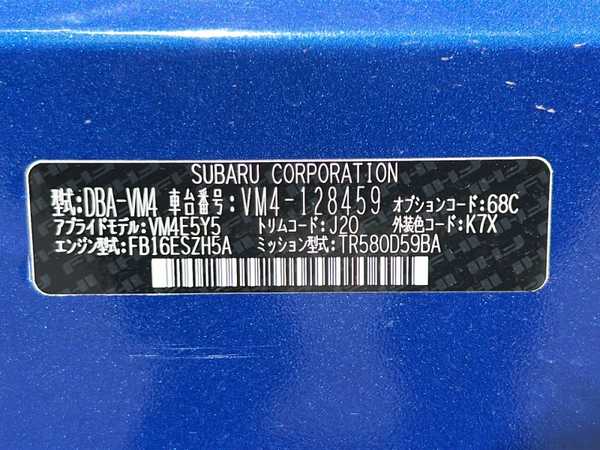 SUBARU CORPORATION
型式:DBA-VM4 車台番号:VM4-128459 オプションコード:68C
アプライドモデル:VM4E5Y5 トリムコード:J20 外装色コード:K7X
エンジン型式:FB16ESZH5A ミッション型式:TR580D59BA